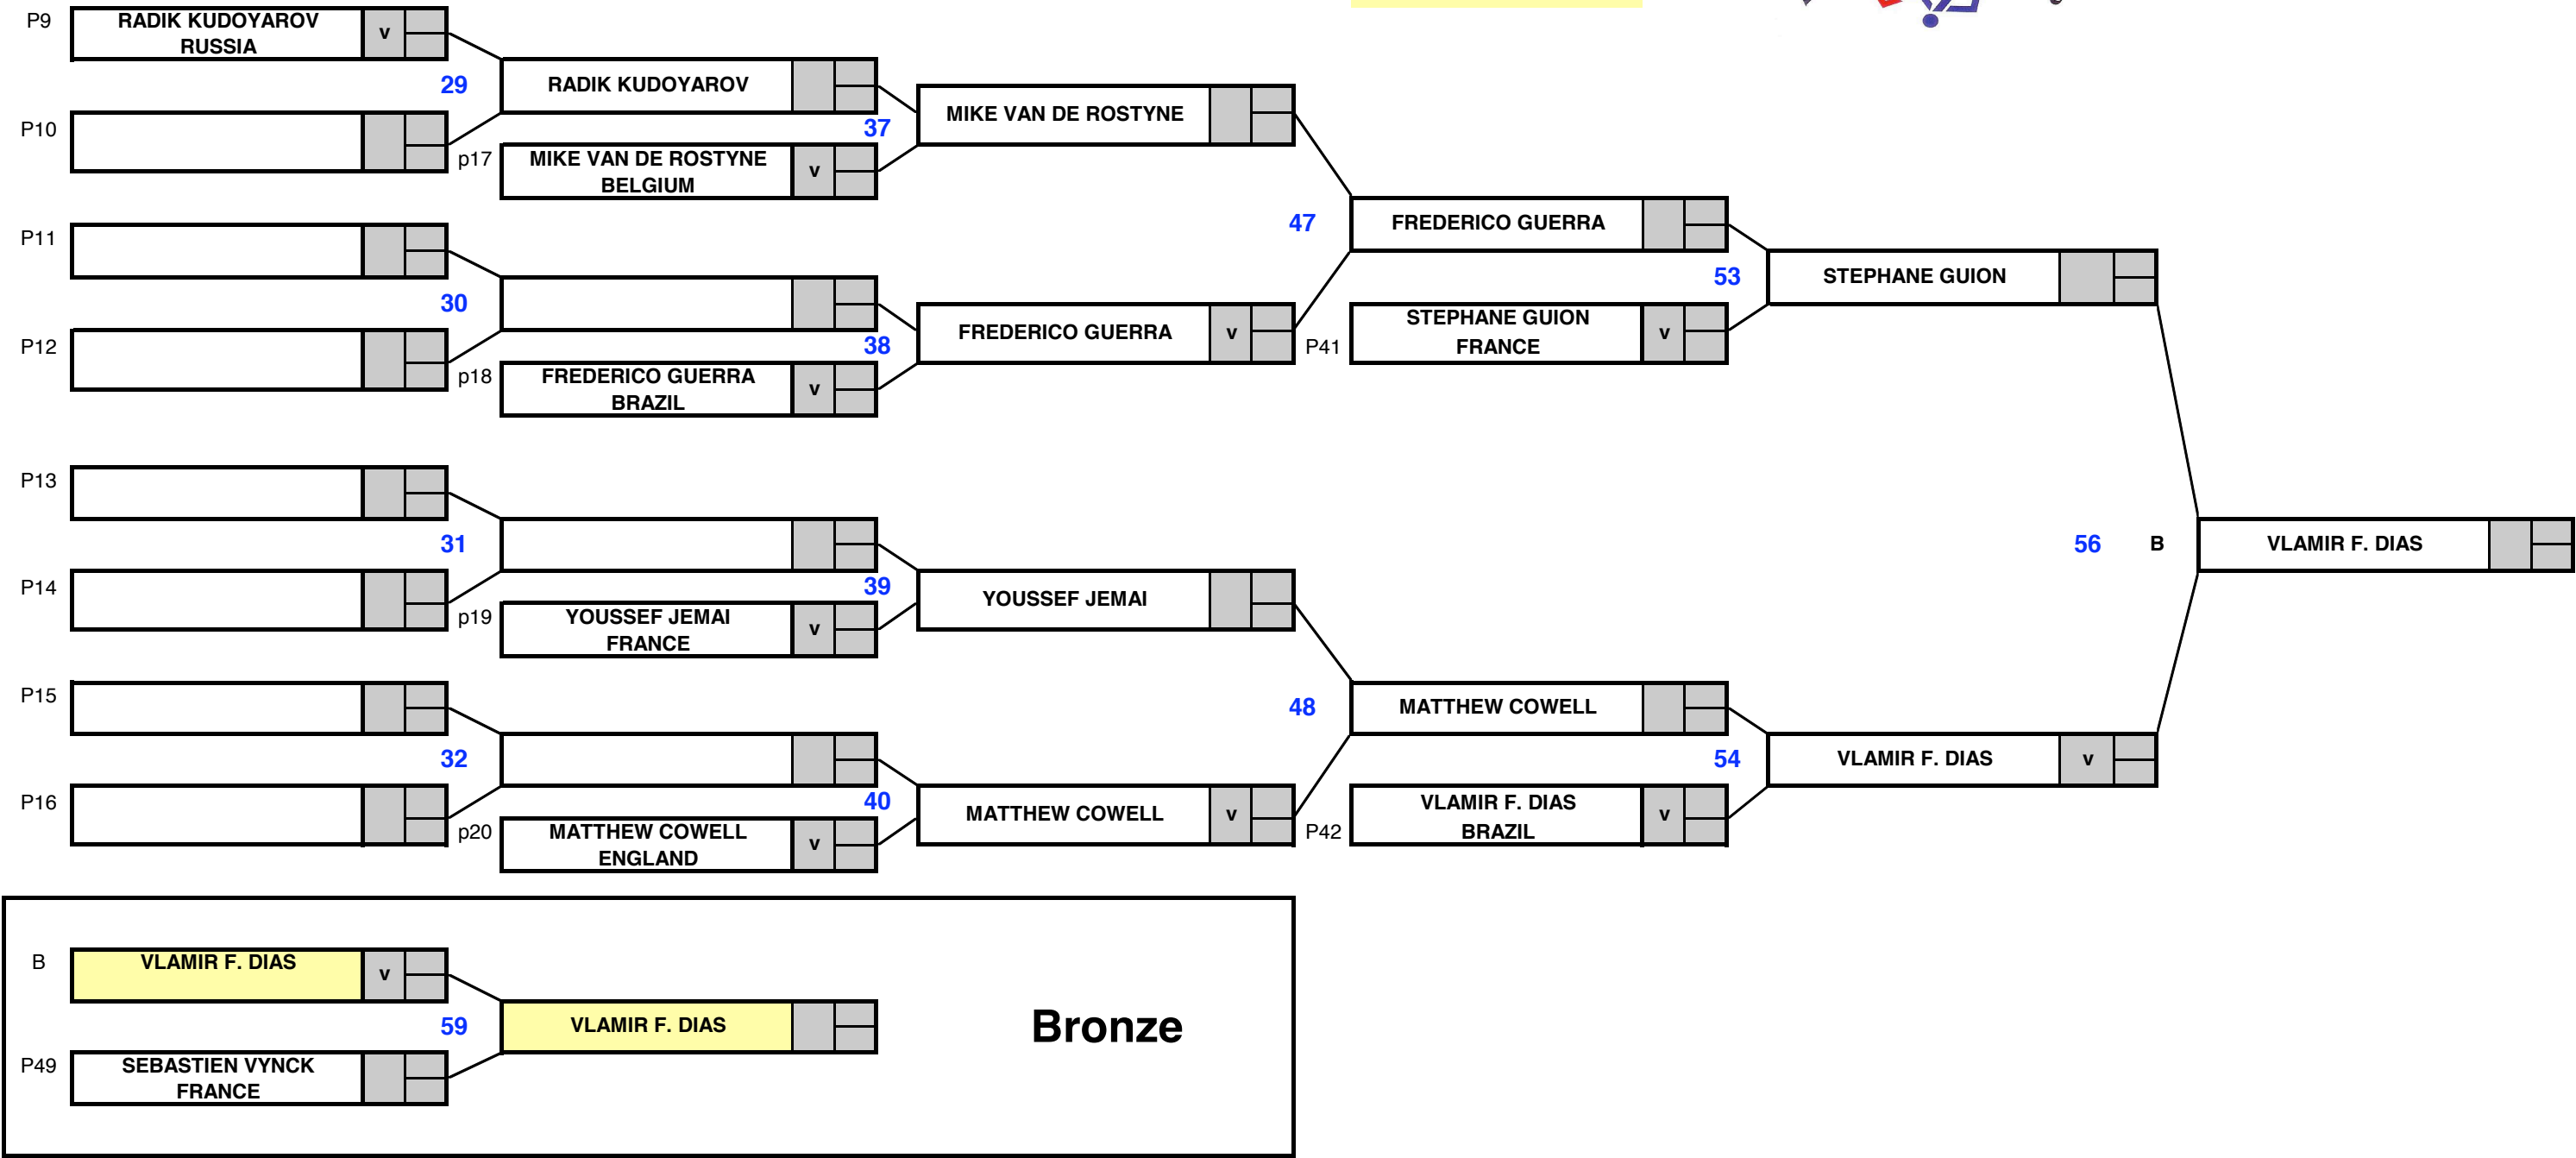 P9
RADIK KUDOYAROV
RUSSIA
v
29
RADIK KUDOYAROV
P10
37
MIKE VAN DE ROSTYNE
p17
MIKE VAN DE ROSTYNE
BELGIUM
v
P11
47
FREDERICO GUERRA
30
53
STEPHANE GUION
P12
38
FREDERICO GUERRA
v
p18
FREDERICO GUERRA
BRAZIL
v
P41
STEPHANE GUION
FRANCE
v
P13
31
56
B
VLAMIR F. DIAS
P14
39
YOUSSEF JEMAI
p19
YOUSSEF JEMAI
FRANCE
v
P15
48
MATTHEW COWELL
32
54
VLAMIR F. DIAS
v
P16
40
MATTHEW COWELL
v
p20
MATTHEW COWELL
ENGLAND
v
P42
VLAMIR F. DIAS
BRAZIL
v
B
VLAMIR F. DIAS
v
59
VLAMIR F. DIAS
Bronze
P49
SEBASTIEN VYNCK
FRANCE